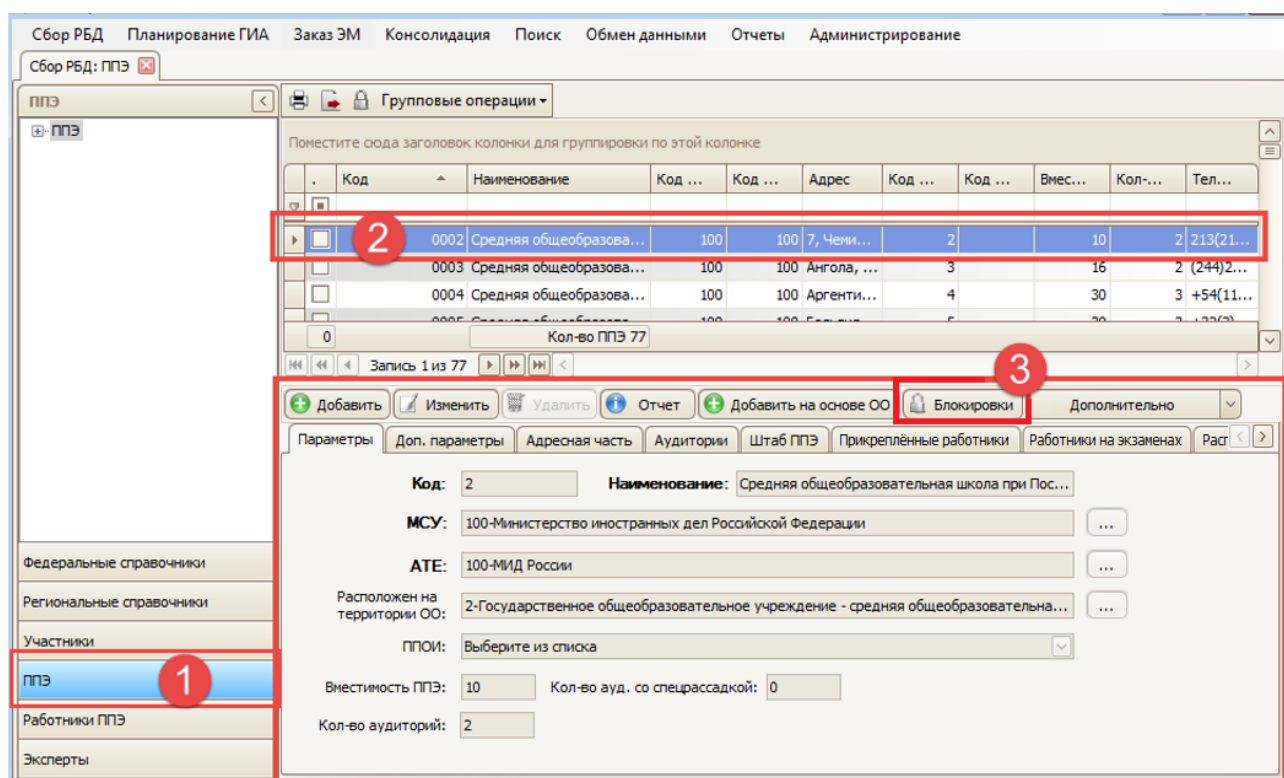 Сбор РБД Планирование ГИА Заказ ЭМ Консолидация Поиск Обмен данными Отчеты Администрирование
Сбор РБД: ППЭ
ППЭ
Групповые операции
ППЭ
Поместите сюда заголовок колонки для группировки по этой колонке
. Код Наименование Код ... Код ... Адрес Код ... Код ... Вмес... Кол-... Тел...
2 0002 Средняя общеобразова... 100 100 7, Чеми... 2 10 2 213(21...
0003 Средняя общеобразова... 100 100 Ангола, ... 3 16 2 (244)2...
0004 Средняя общеобразова... 100 100 Аргенти... 4 30 3 +54(11...
0 Кол-во ППЭ 77
Запись 1 из 77
3
Добавить Изменить Удалить Отчет Добавить на основе ОО Блокировки Дополнительно
Параметры Доп. параметры Адресная часть Аудитории Штаб ППЭ Прикреплённые работники Работники на экзаменах Расп
Код: 2 Наименование: Средняя общеобразовательная школа при Пос...
МСУ: 100-Министерство иностранных дел Российской Федерации ...
АТЕ: 100-МИД России ...
Расположен на
территории ОО: 2-Государственное общеобразовательное учреждение - средняя общеобразовательна... ...
ППОИ: Выберите из списка
Вместимость ППЭ: 10 Кол-во ауд. со спецрассадкой: 0
Кол-во аудиторий: 2
Федеральные справочники
Региональные справочники
Участники
ППЭ 1
Работники ППЭ
Эксперты